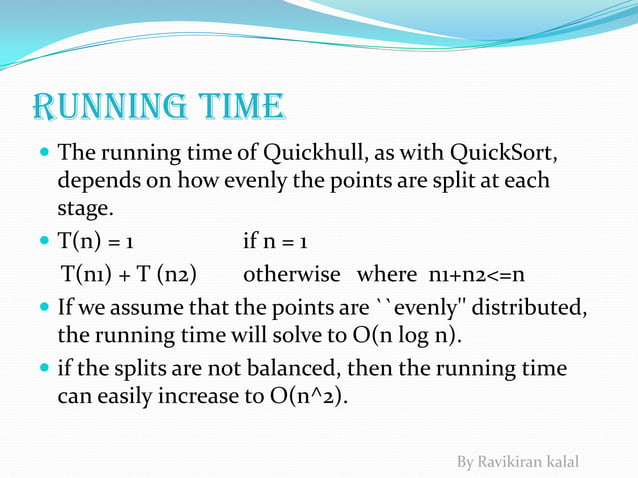 Running Time
The running time of Quickhull, as with QuickSort,
depends on how evenly the points are split at each
stage.
T(n) = 1 if n = 1
T(n1) + T (n2) otherwise where n1+n2<=n
If we assume that the points are ``evenly'' distributed,
the running time will solve to O(n log n).
if the splits are not balanced, then the running time
can easily increase to O(n^2).
By Ravikiran kalal